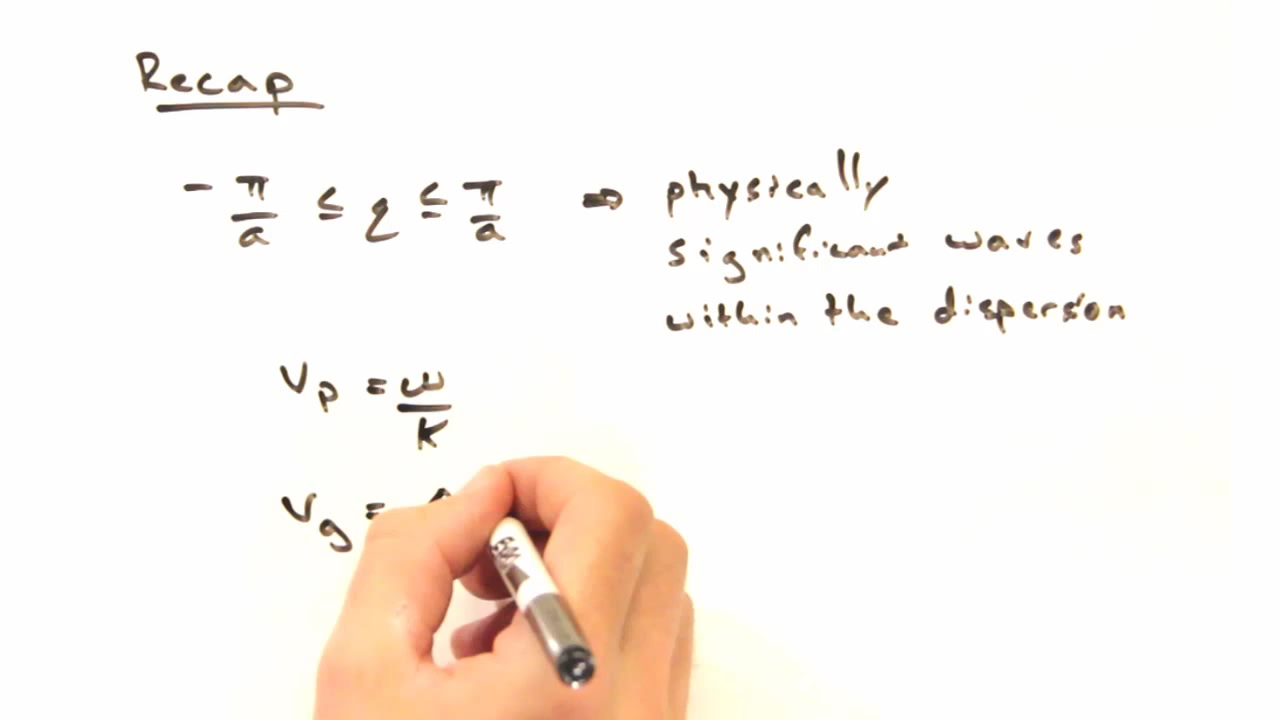 Recap
- π/a ≤ q ≤ π/a ⇒ physically
significant waves
within the dispersion
Vp = ω/k
Vg =